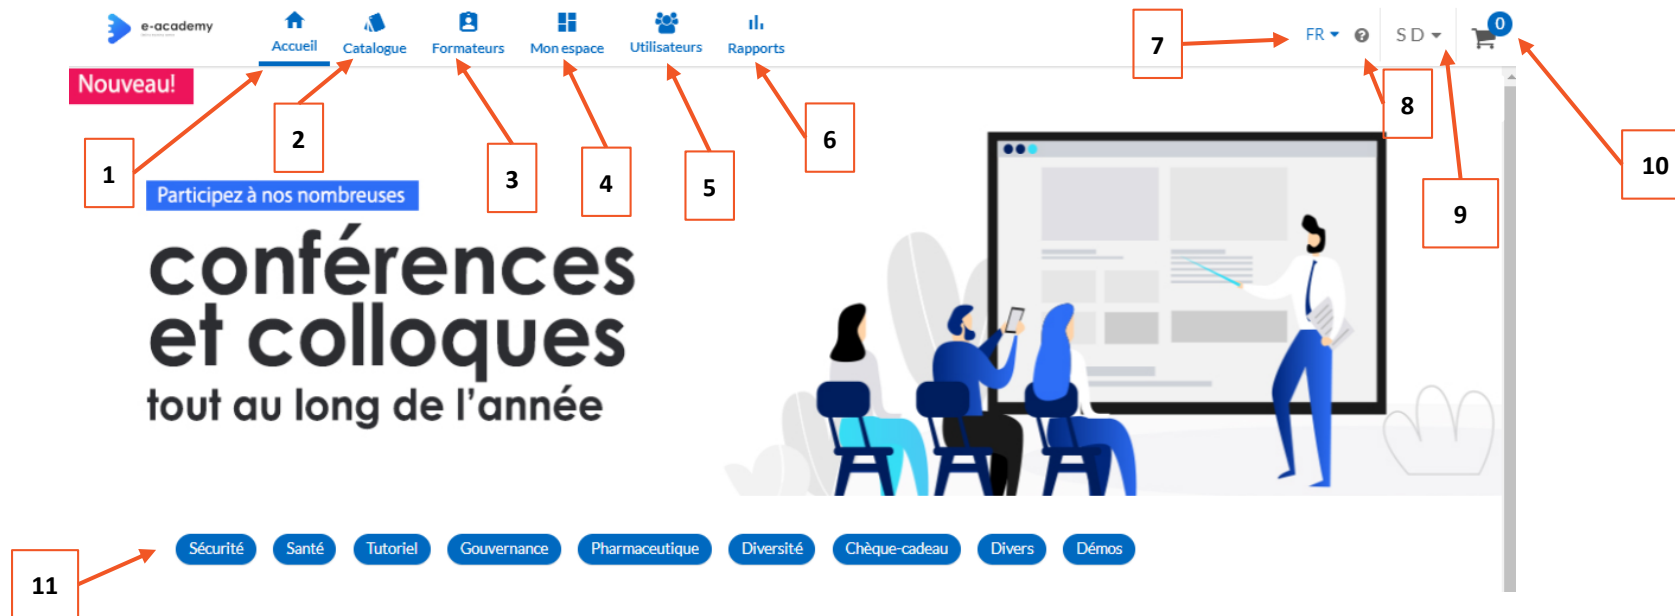 e-academy
Accueil
Catalogue
Formateurs
Mon espace
Utilisateurs
Rapports
7
FR
?
S D
0
Nouveau!
1
2
3
4
5
6
8
9
10
Participez à nos nombreuses
conférences
et colloques
tout au long de l'année
11
Sécurité
Santé
Tutoriel
Gouvernance
Pharmaceutique
Diversité
Chèque-cadeau
Divers
Démos